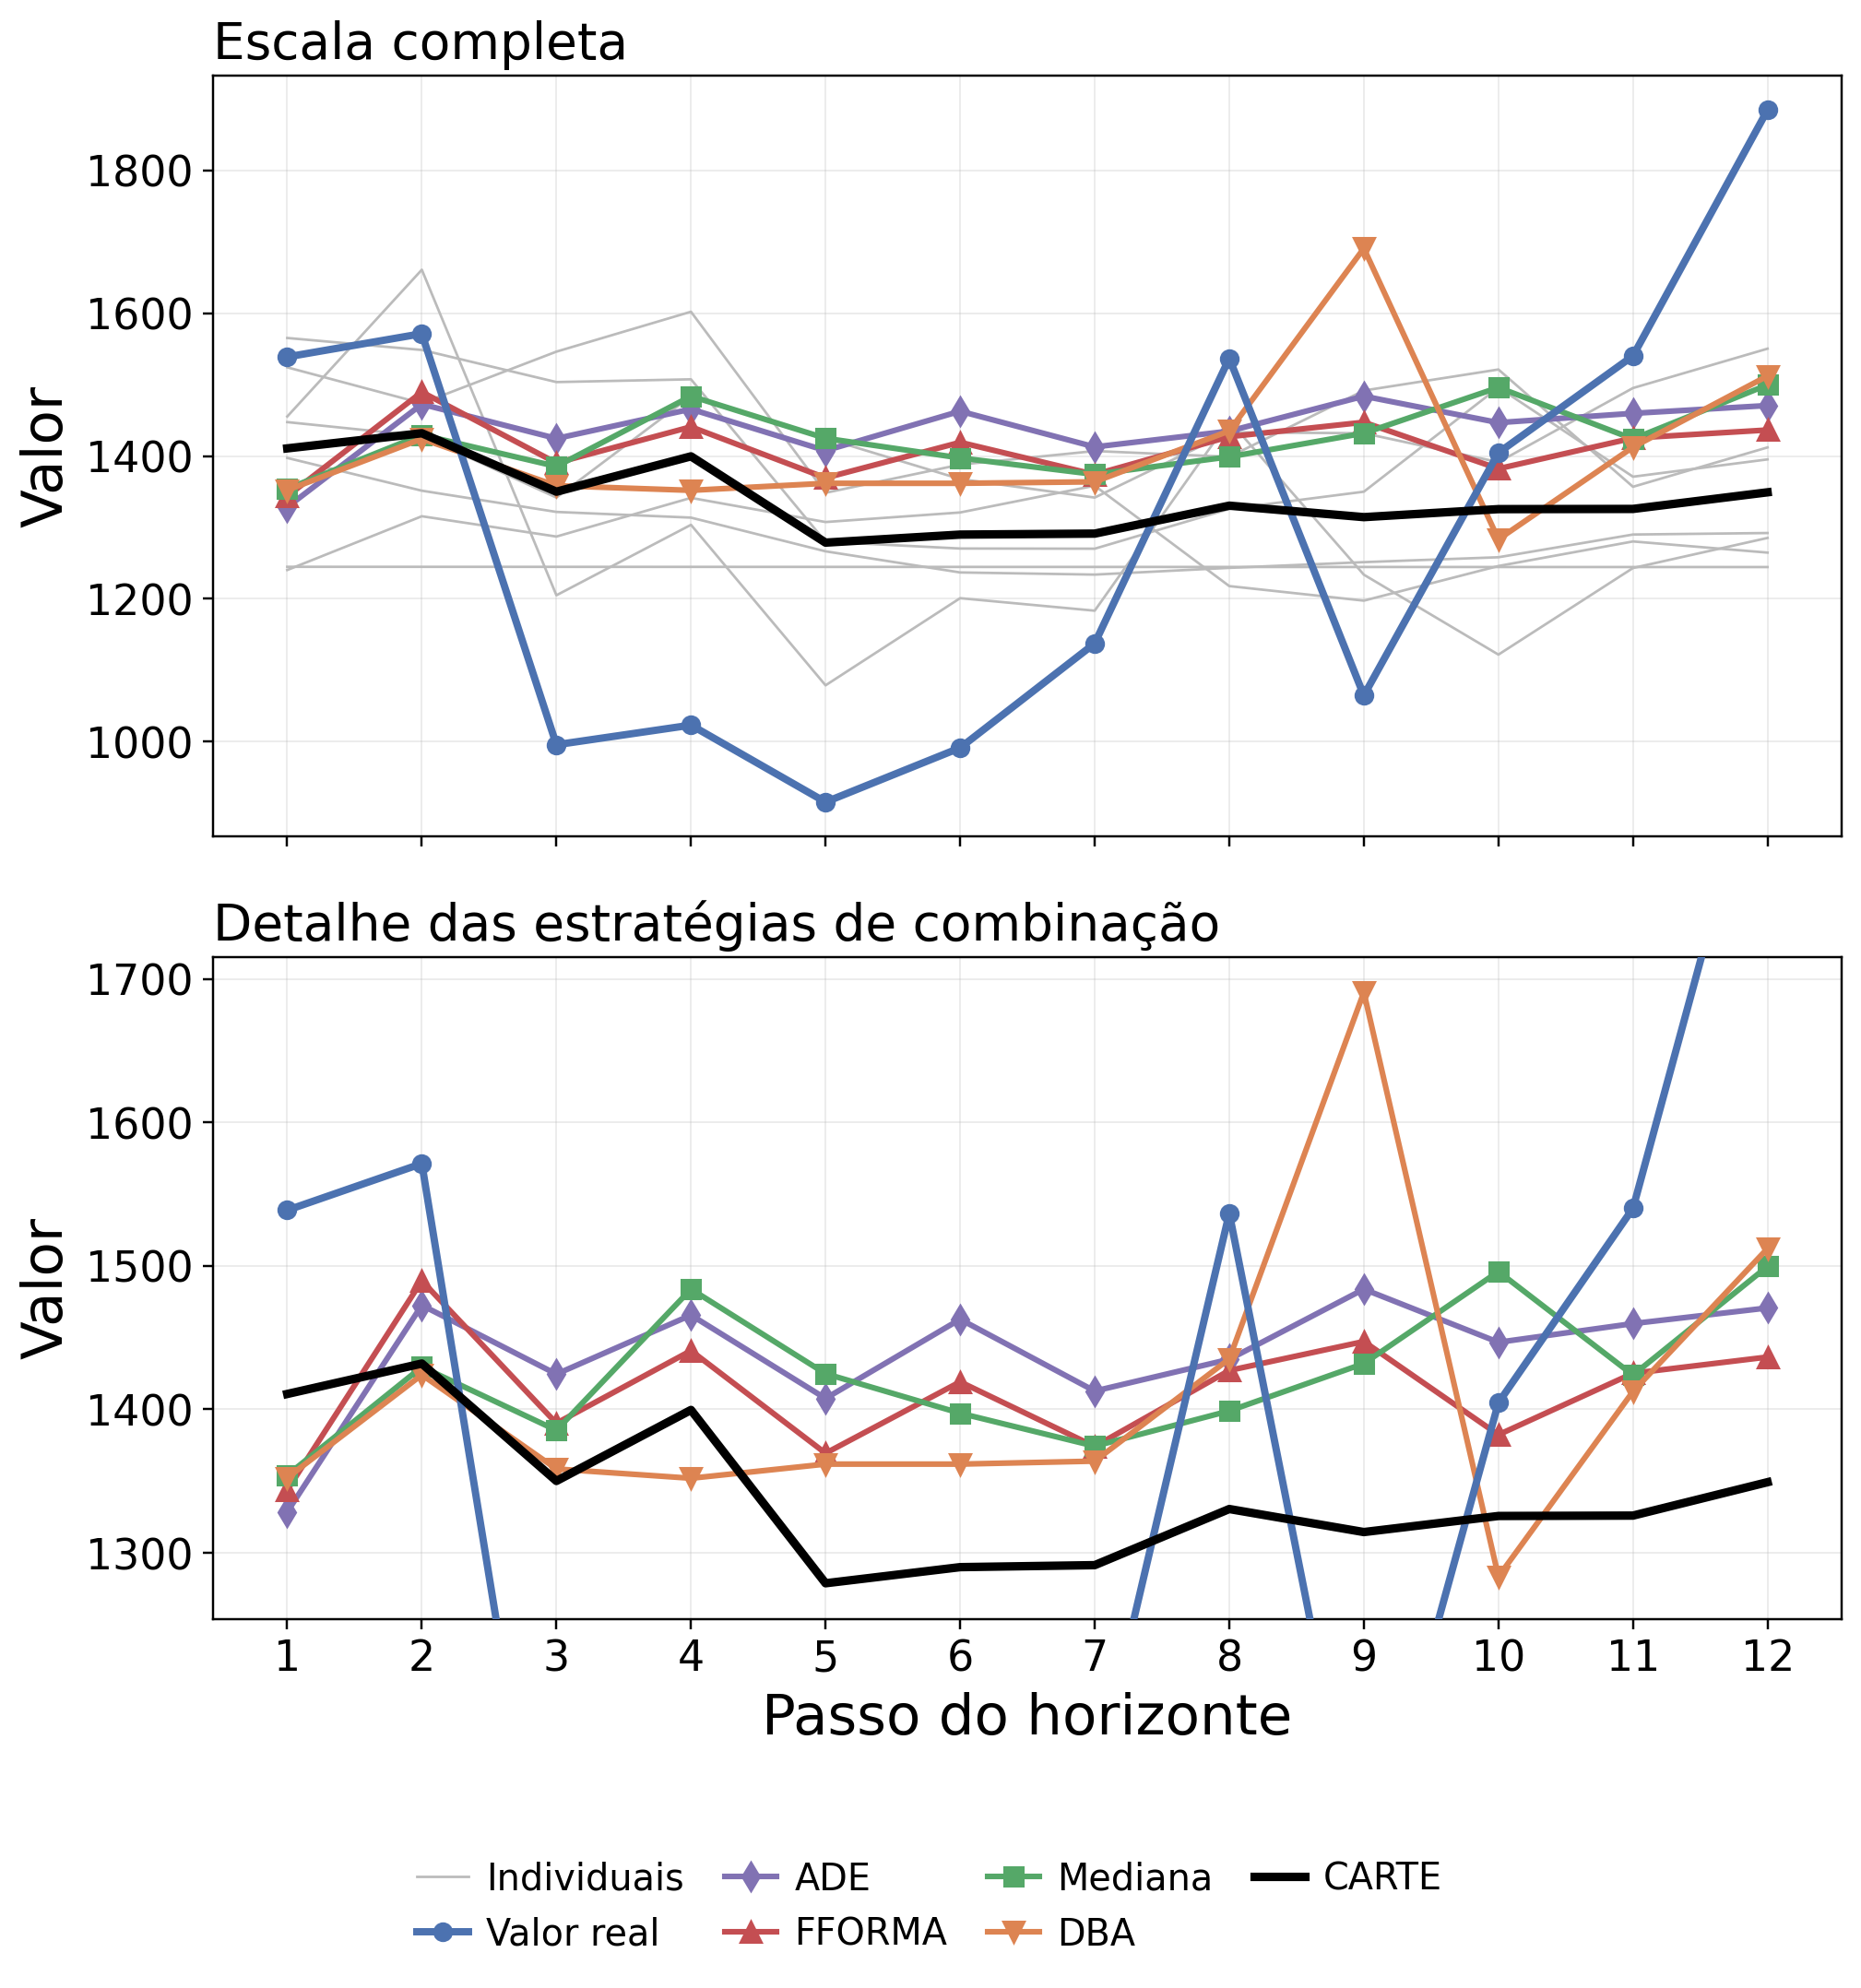 Escala completa
Valor
1800
1600
1400
1200
1000
Detalhe das estratégias de combinação
Valor
1700
1600
1500
1400
1300
1 2 3 4 5 6 7 8 9 10 11 12
Passo do horizonte
Individuais ADE Mediana CARTE
Valor real FFORMA DBA